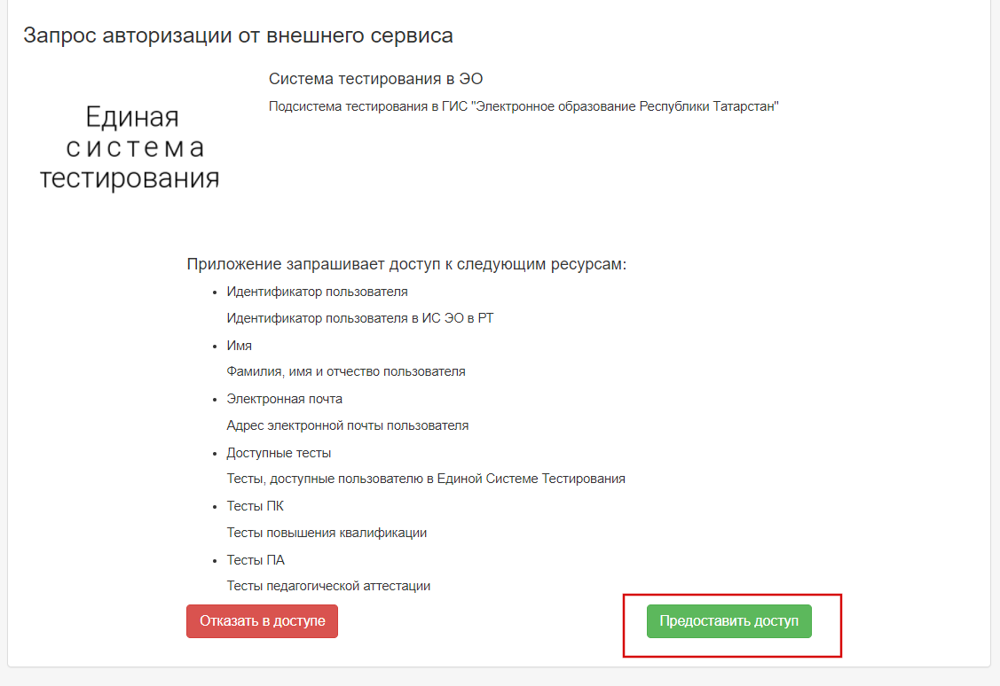 Запрос авторизации от внешнего сервиса
Единая
система
тестирования
Система тестирования в ЭО
Подсистема тестирования в ГИС "Электронное образование Республики Татарстан"
Приложение запрашивает доступ к следующим ресурсам:
• Идентификатор пользователя
Идентификатор пользователя в ИС ЭО в РТ
• Имя
Фамилия, имя и отчество пользователя
• Электронная почта
Адрес электронной почты пользователя
• Доступные тесты
Тесты, доступные пользователю в Единой Системе Тестирования
• Тесты ПК
Тесты повышения квалификации
• Тесты ПА
Тесты педагогической аттестации
Отказать в доступе
Предоставить доступ